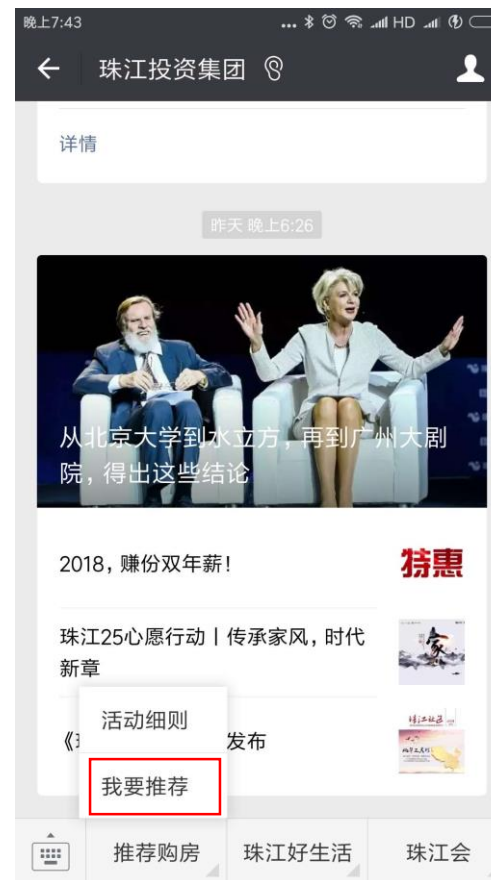 晚上7:43
HD
珠江投资集团
详情
昨天 晚上6:26
从北京大学到水立方，再到广州大剧
院，得出这些结论
2018，赚份双年薪！
特惠
珠江25心愿行动丨传承家风，时代
新章
家
活动细则
《
发布
我要推荐
推荐购房
珠江好生活
珠江会